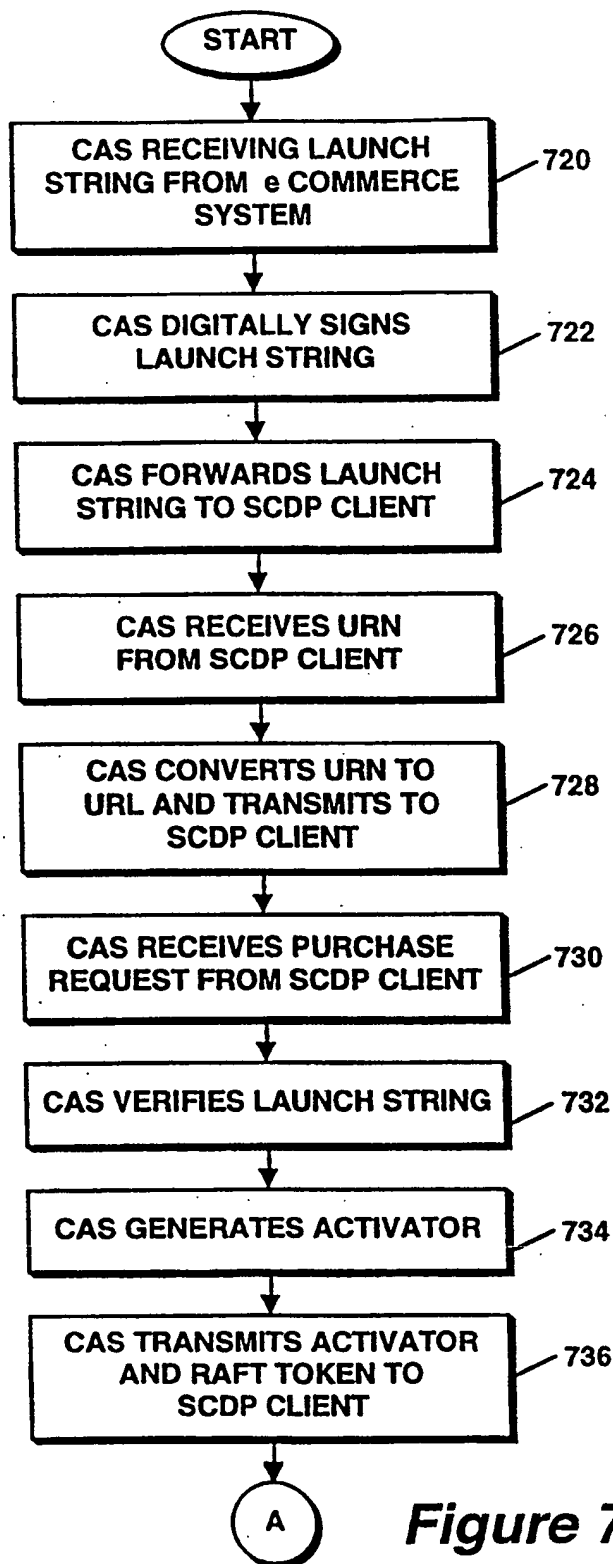 START
CAS RECEIVING LAUNCH
STRING FROM e COMMERCE
SYSTEM
720
CAS DIGITALLY SIGNS
LAUNCH STRING
722
CAS FORWARDS LAUNCH
STRING TO SCDP CLIENT
724
CAS RECEIVES URN
FROM SCDP CLIENT
726
CAS CONVERTS URN TO
URL AND TRANSMITS TO
SCDP CLIENT
728
CAS RECEIVES PURCHASE
REQUEST FROM SCDP CLIENT
730
CAS VERIFIES LAUNCH STRING
732
CAS GENERATES ACTIVATOR
734
CAS TRANSMITS ACTIVATOR
AND RAFT TOKEN TO
SCDP CLIENT
736
A
Figure 7